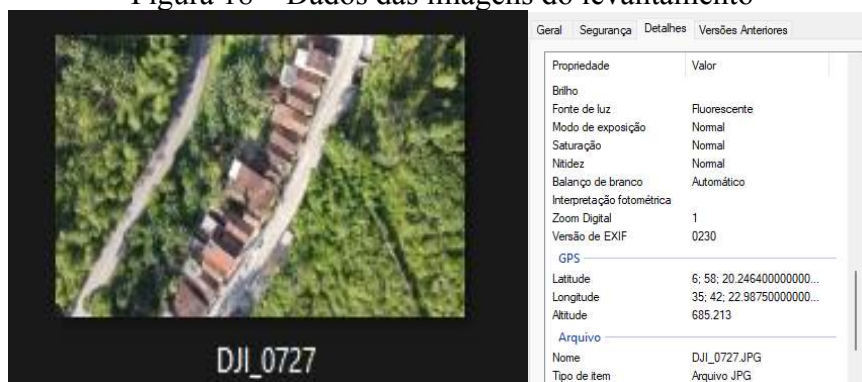 Figura 18 – Dados das imagens do levantamento
DJI_0727
Geral Segurança Detalhes Versões Anteriores
Propriedade Valor
Brilho
Fonte de luz Fluorescente
Modo de exposição Normal
Saturação Normal
Nitidez Normal
Balanço de branco Automático
Interpretação fotométrica
Zoom Digital 1
Versão de EXIF 0230
GPS
Latitude 6; 58; 20.246400000000...
Longitude 35; 42; 22.98750000000...
Altitude 685.213
Arquivo
Nome DJI_0727.JPG
Tipo de item Arquivo JPG